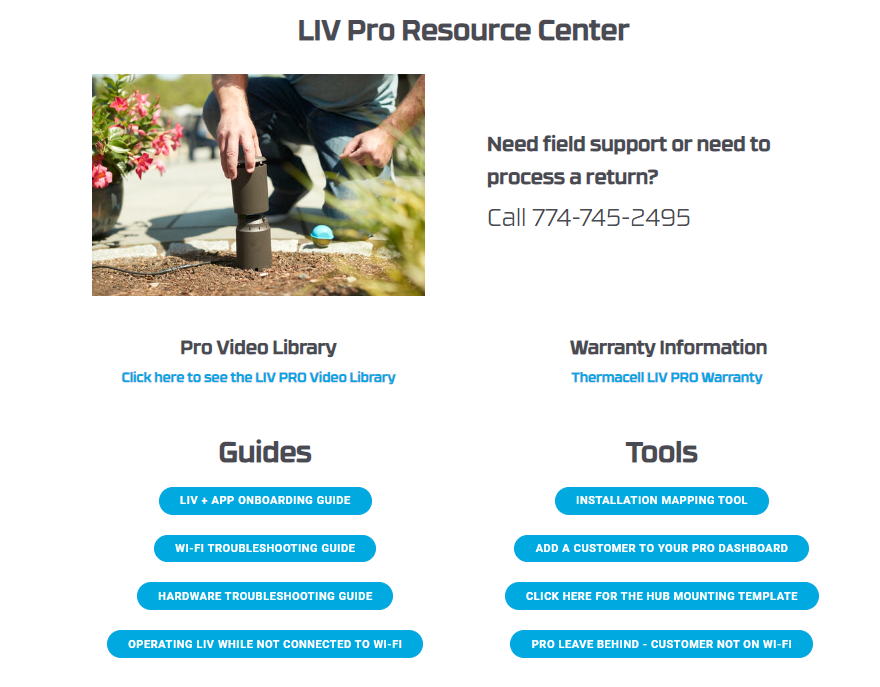 LIV Pro Resource Center
Need field support or need to
process a return?
Call 774-745-2495
Pro Video Library
Click here to see the LIV PRO Video Library
Warranty Information
Thermacell LIV PRO Warranty
Guides
LIV + APP ONBOARDING GUIDE
WI-FI TROUBLESHOOTING GUIDE
HARDWARE TROUBLESHOOTING GUIDE
OPERATING LIV WHILE NOT CONNECTED TO WI-FI
Tools
INSTALLATION MAPPING TOOL
ADD A CUSTOMER TO YOUR PRO DASHBOARD
CLICK HERE FOR THE HUB MOUNTING TEMPLATE
PRO LEAVE BEHIND - CUSTOMER NOT ON WI-FI